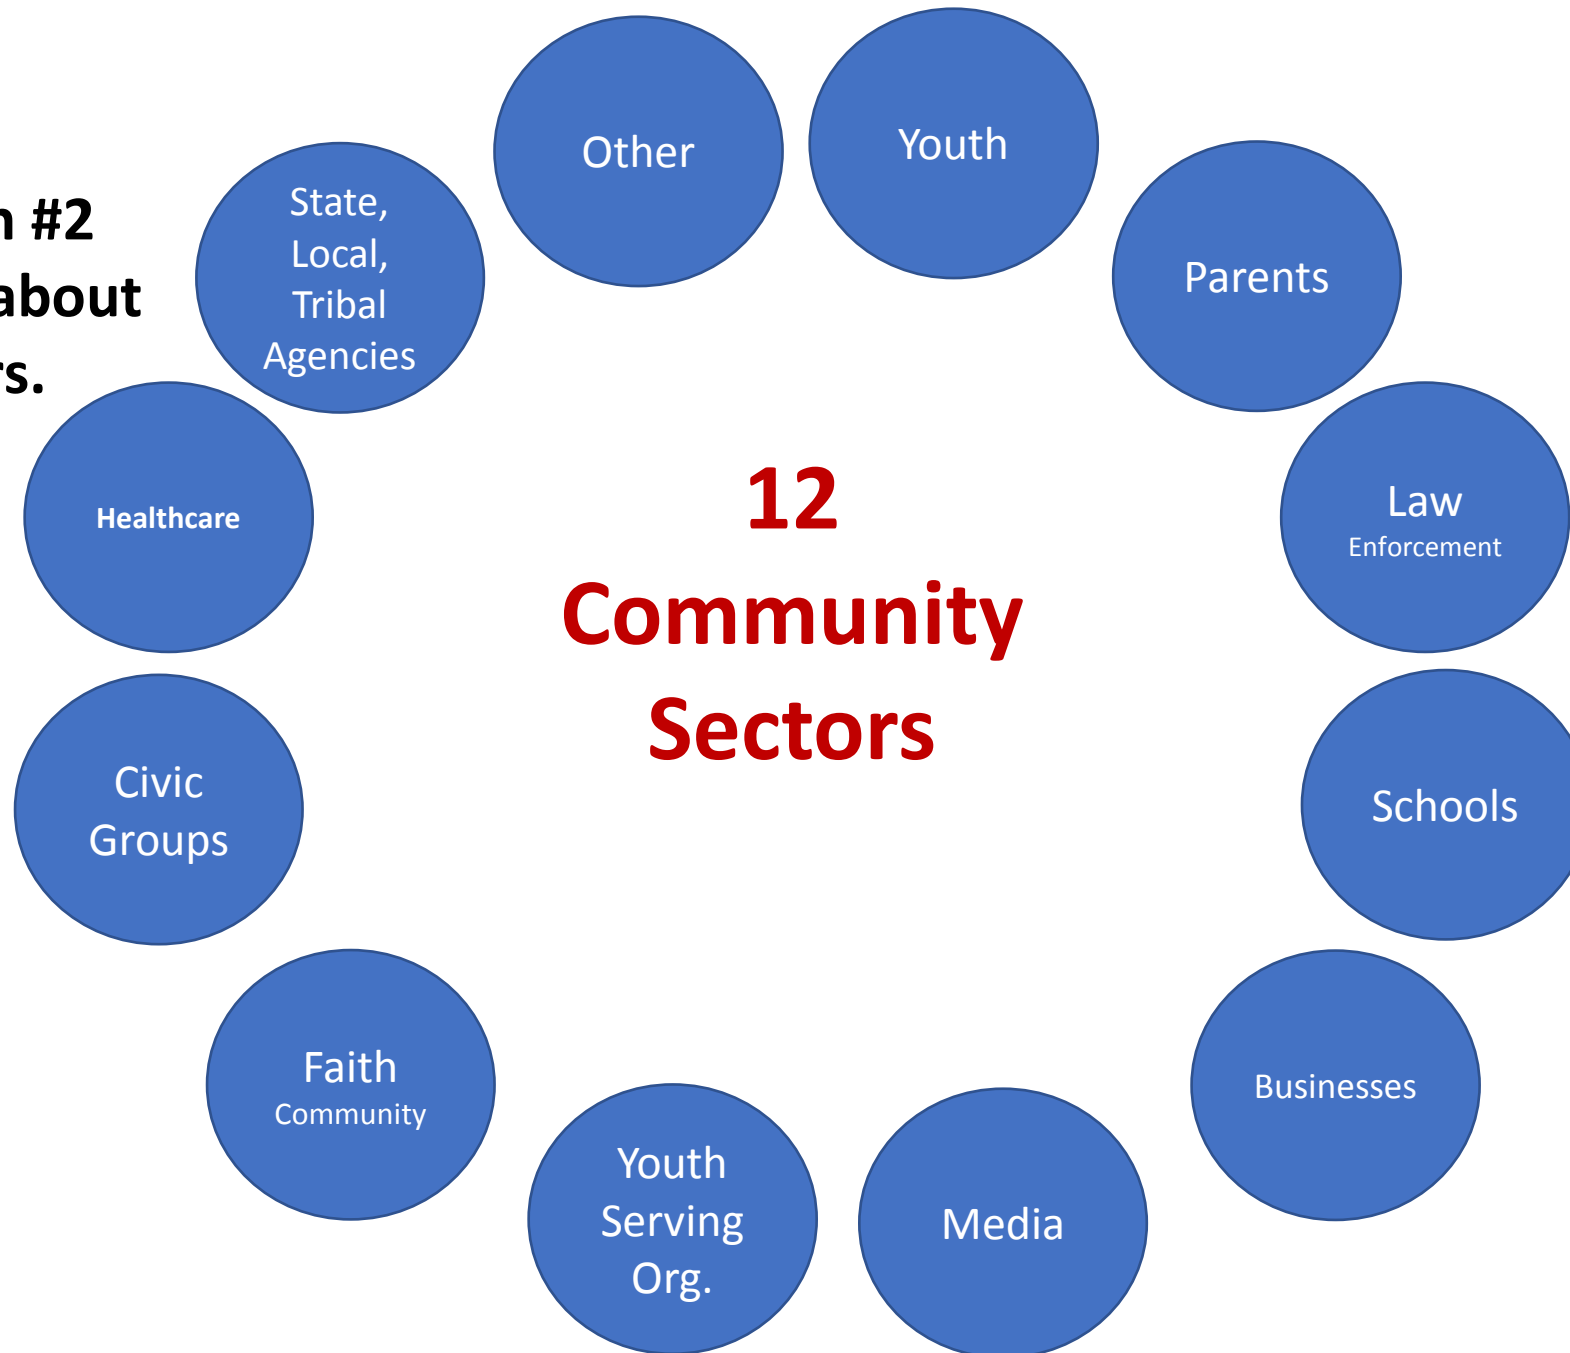 #2
about
Other
Youth
State,
Local,
Tribal
Agencies
Parents
Healthcare
Law
Enforcement
12
Community
Sectors
Civic
Groups
Schools
Faith
Community
Businesses
Youth
Serving
Org.
Media